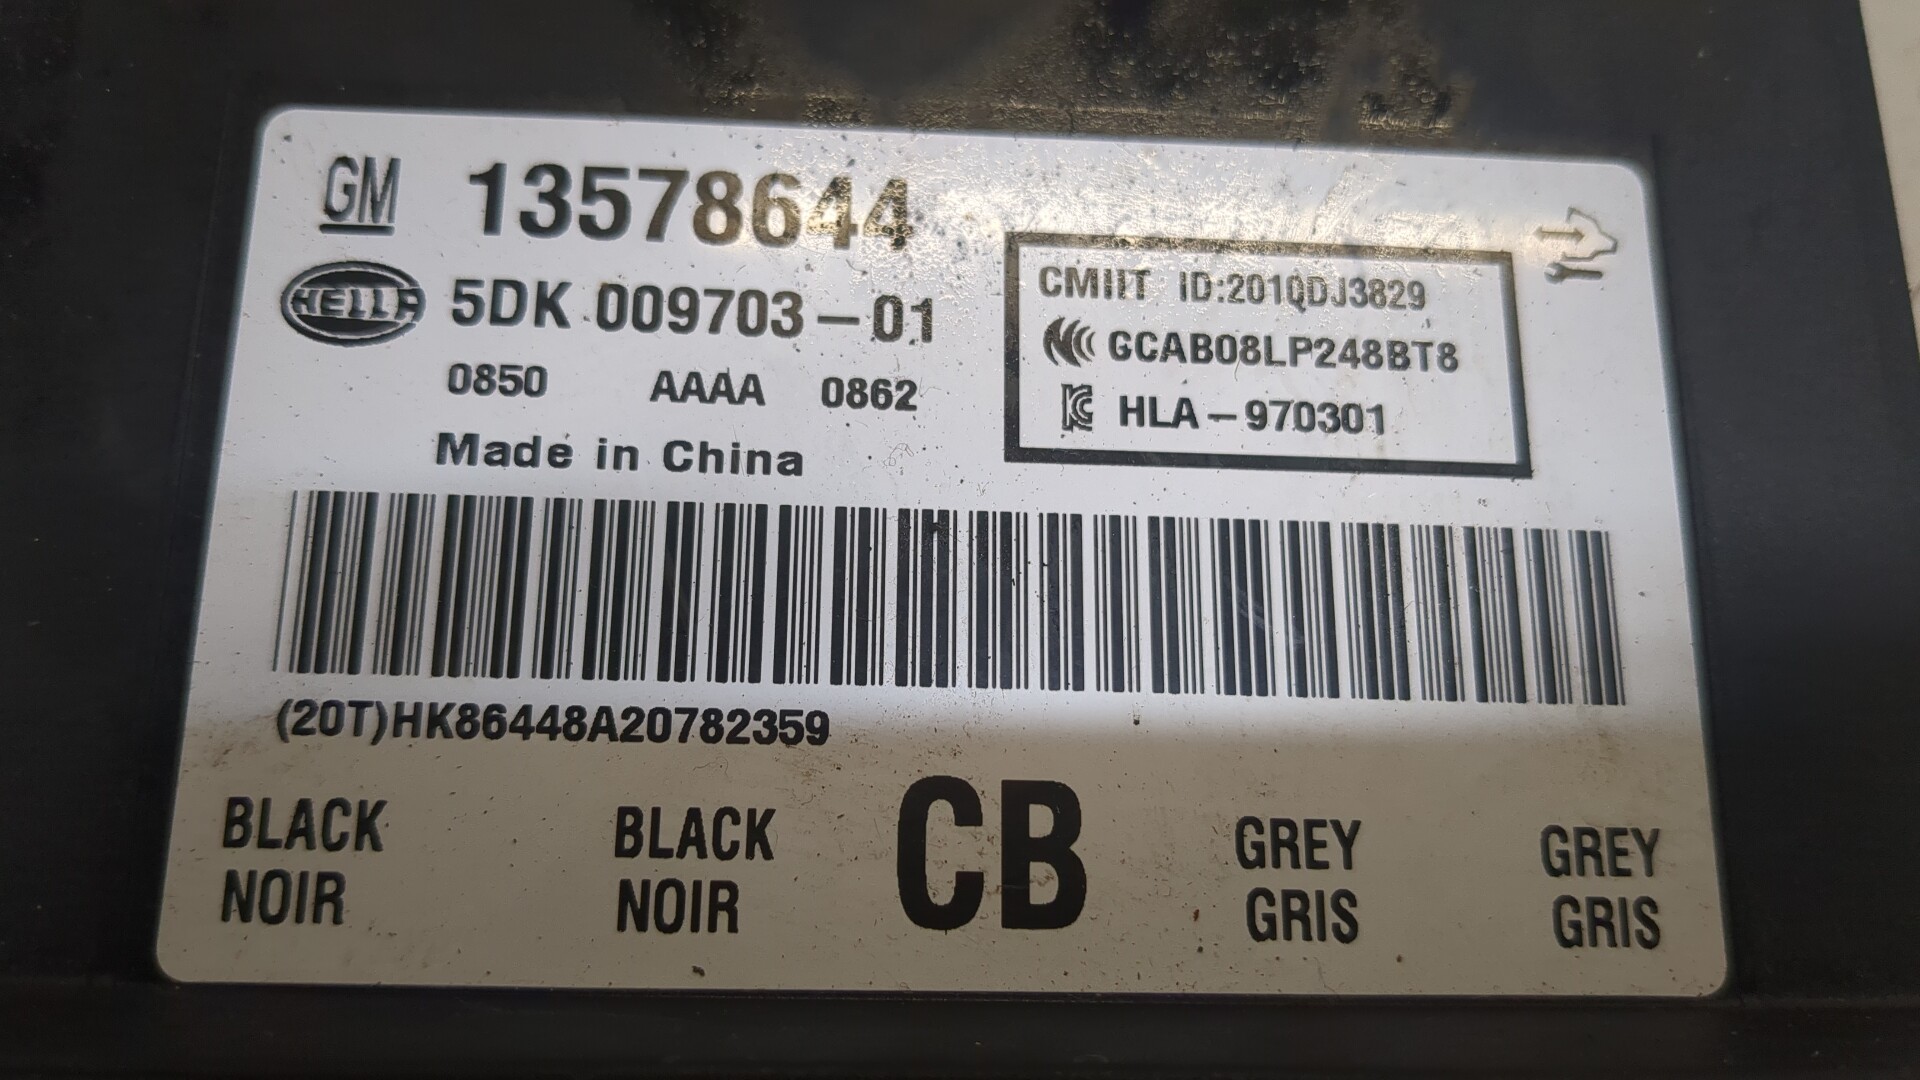 GM 13578644
HELLA 5DK 009703-01
0850 AAAA 0862
Made in China
CMIIT ID:201QDJ3829
GCAB08LP248BT8
HLA-970301
(20T)HK86448A20782359
BLACK BLACK CB GREY GREY
NOIR NOIR GRIS GRIS